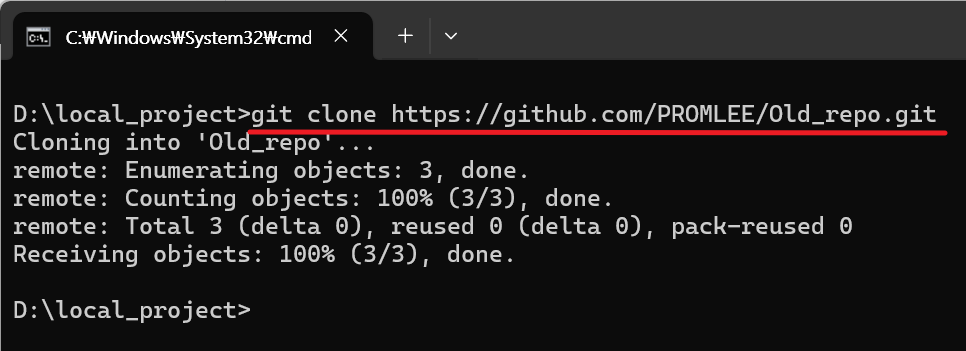 C:₩Windows₩System32₩cmd
D:\local_project>git clone https://github.com/PROMLEE/Old_repo.git
Cloning into 'Old_repo'...
remote: Enumerating objects: 3, done.
remote: Counting objects: 100% (3/3), done.
remote: Total 3 (delta 0), reused 0 (delta 0), pack-reused 0
Receiving objects: 100% (3/3), done.
D:\local_project>